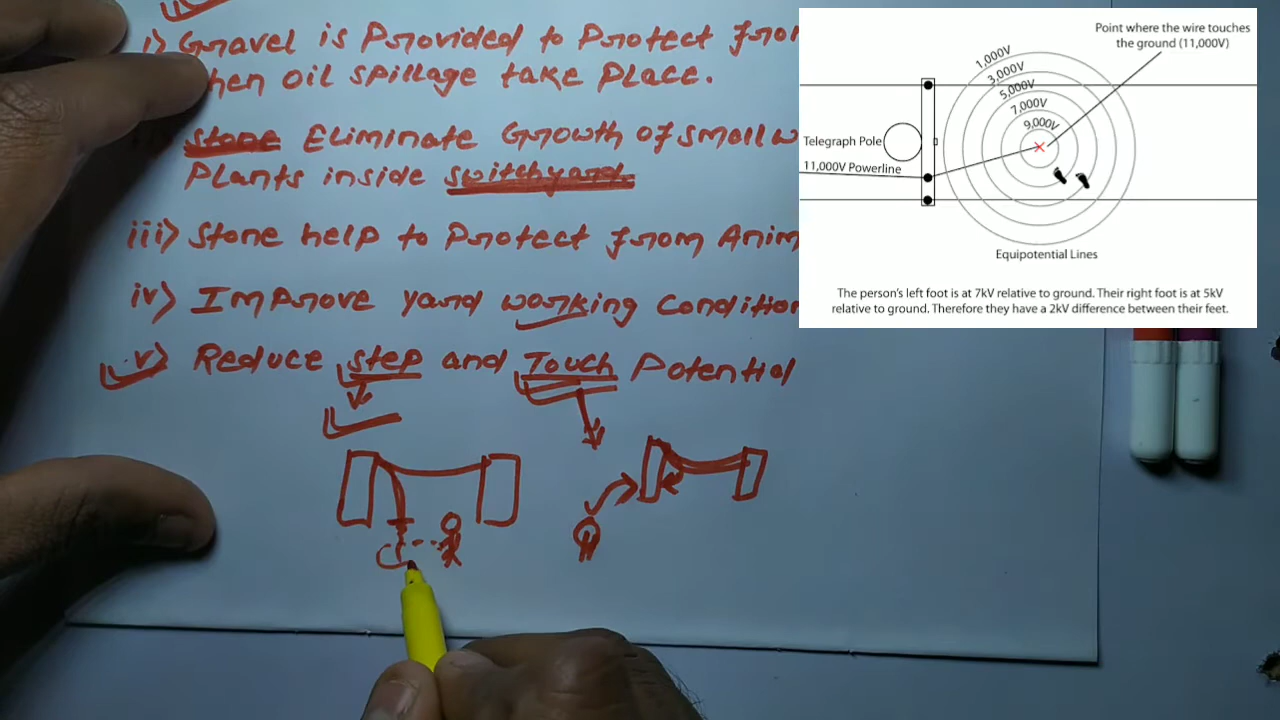 i) Gravel is Provided to Protect from
When oil spillage take place.
Stone Eliminate Growth of small
Plants inside switchyard.
iii) Stone help to Protect from
iv) Improve yard working Condition
v) Reduce step and Touch Potential
Point where the wire touches
the ground (11,000V)
1,000V
3,000V
5,000V
7,000V
9,000V
Telegraph Pole
11,000V Powerline
Equipotential Lines
The person's left foot is at 7kV relative to ground. Their right foot is at 5kV
relative to ground. Therefore they have a 2kV difference between their feet.